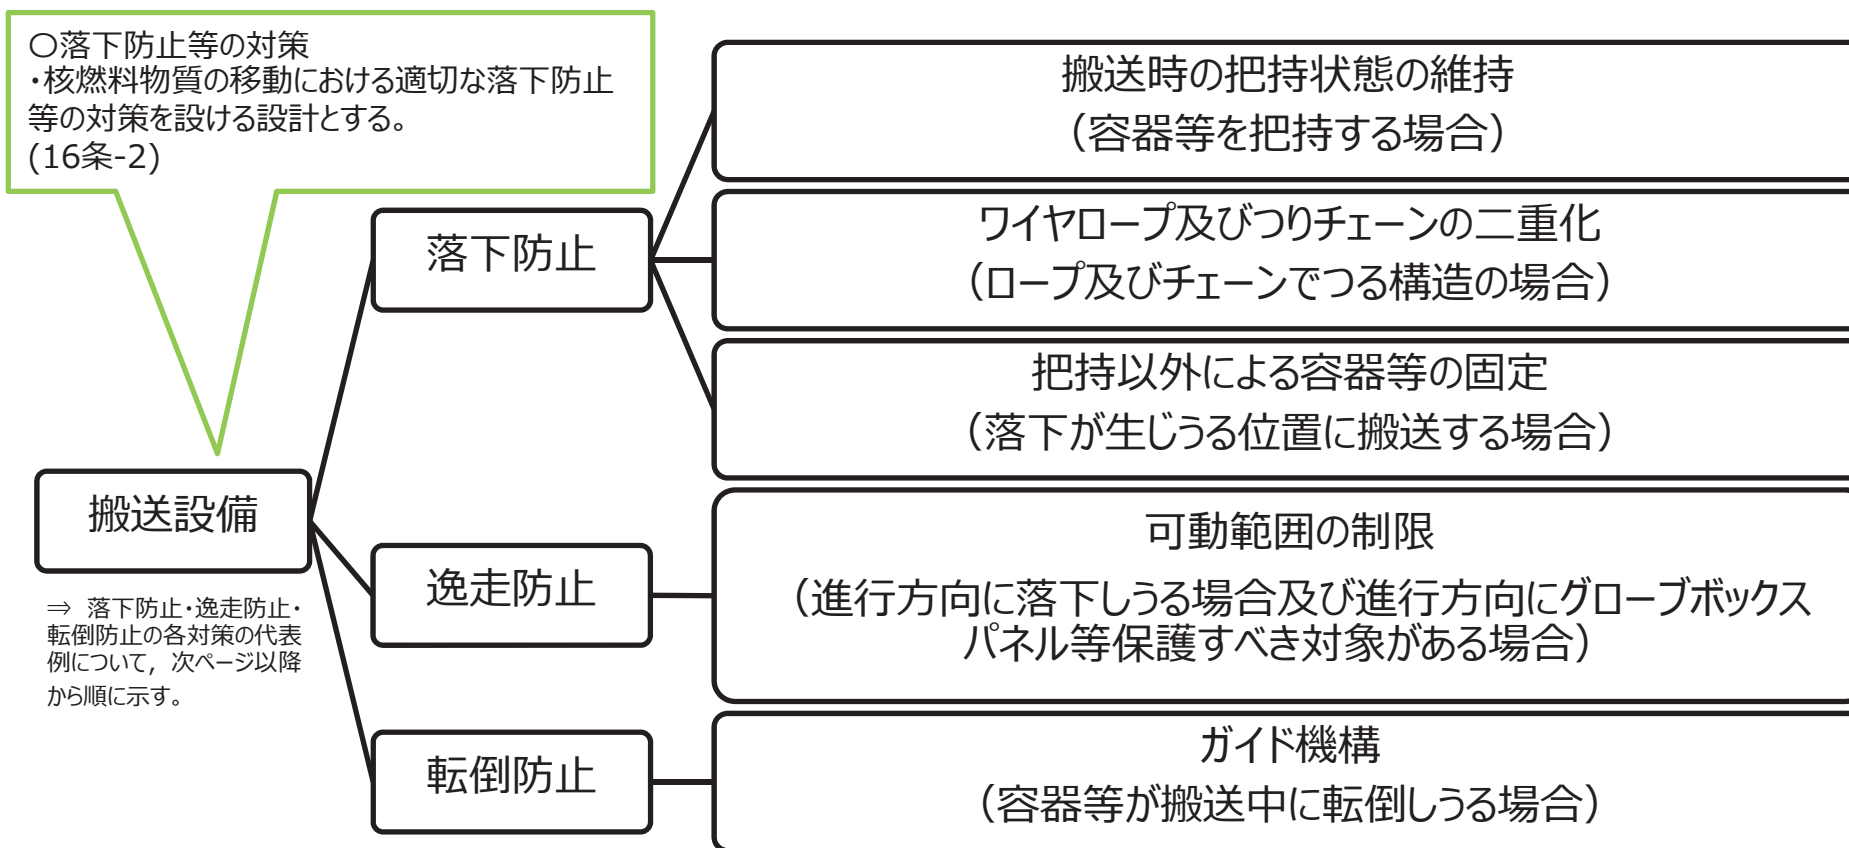 〇落下防止等の対策
・核燃料物質の移動における適切な落下防止
等の対策を設ける設計とする。
(16条-2)
搬送設備
⇒ 落下防止・逸走防止・
転倒防止の各対策の代表
例について，次ページ以降
から順に示す。
落下防止
搬送時の把持状態の維持
（容器等を把持する場合）
ワイヤロープ及びつりチェーンの二重化
（ロープ及びチェーンでつる構造の場合）
把持以外による容器等の固定
（落下が生じうる位置に搬送する場合）
逸走防止
可動範囲の制限
（進行方向に落下しうる場合及び進行方向にグローブボックス
パネル等保護すべき対象がある場合）
転倒防止
ガイド機構
（容器等が搬送中に転倒しうる場合）